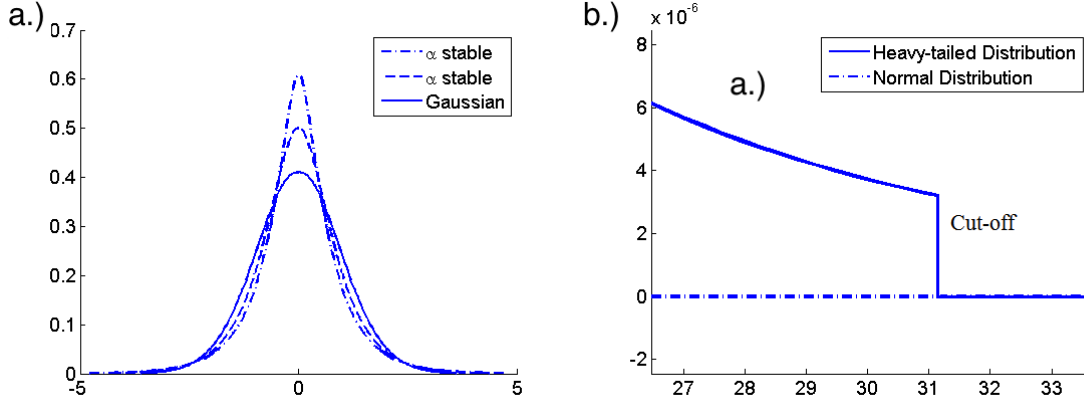 a.)
0.7
0.6
0.5
0.4
0.3
0.2
0.1
0
-5
0
5
α stable
α stable
Gaussian
b.)
x 10⁻⁶
8
6
4
2
0
-2
27
28
29
30
31
32
33
Heavy-tailed Distribution
Normal Distribution
a.)
Cut-off